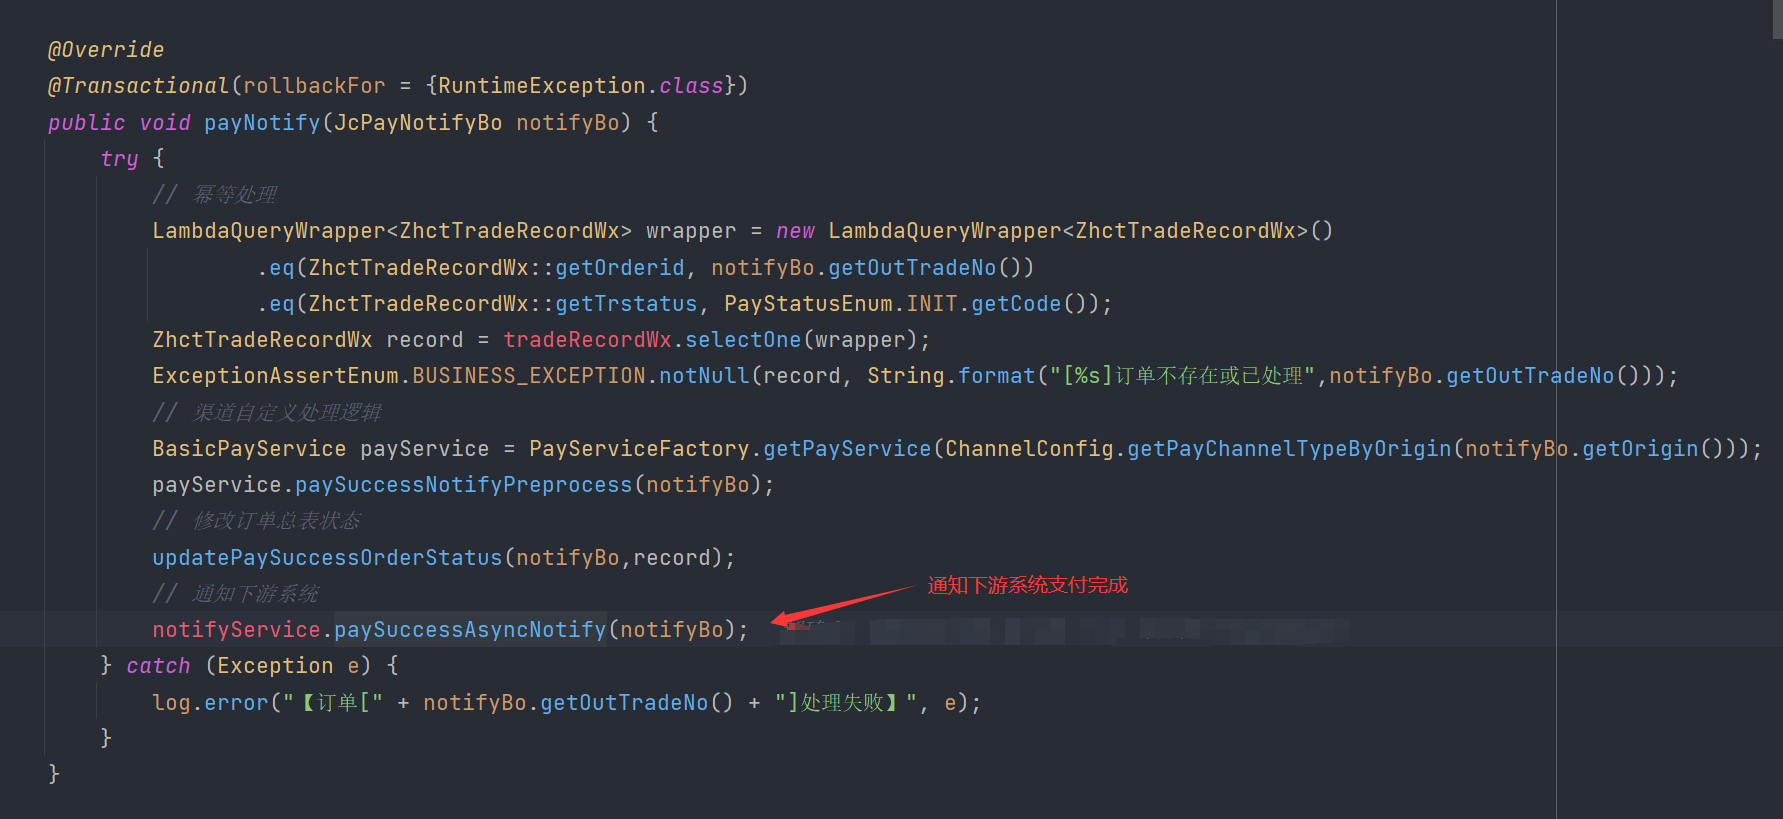 @Override
@Transactional(rollbackFor = {RuntimeException.class})
public void payNotify(JcPayNotifyBo notifyBo) {
try {
// 幂等处理
LambdaQueryWrapper<ZhctTradeRecordWx> wrapper = new LambdaQueryWrapper<ZhctTradeRecordWx>()
.eq(ZhctTradeRecordWx::getOrderid, notifyBo.getOutTradeNo())
.eq(ZhctTradeRecordWx::getTrstatus, PayStatusEnum.INIT.getCode());
ZhctTradeRecordWx record = tradeRecordWx.selectOne(wrapper);
ExceptionAssertEnum.BUSINESS_EXCEPTION.notNull(record, String.format("[%s]订单不存在或已处理",notifyBo.getOutTradeNo()));
// 渠道自定义处理逻辑
BasicPayService payService = PayServiceFactory.getPayService(ChannelConfig.getPayChannelTypeByOrigin(notifyBo.getOrigin()));
payService.paySuccessNotifyPreprocess(notifyBo);
// 修改订单总表状态
updatePaySuccessOrderStatus(notifyBo,record);
// 通知下游系统
通知下游系统支付完成
notifyService.paySuccessAsyncNotify(notifyBo);
} catch (Exception e) {
log.error("【订单[" + notifyBo.getOutTradeNo() + "]处理失败】", e);
}
}